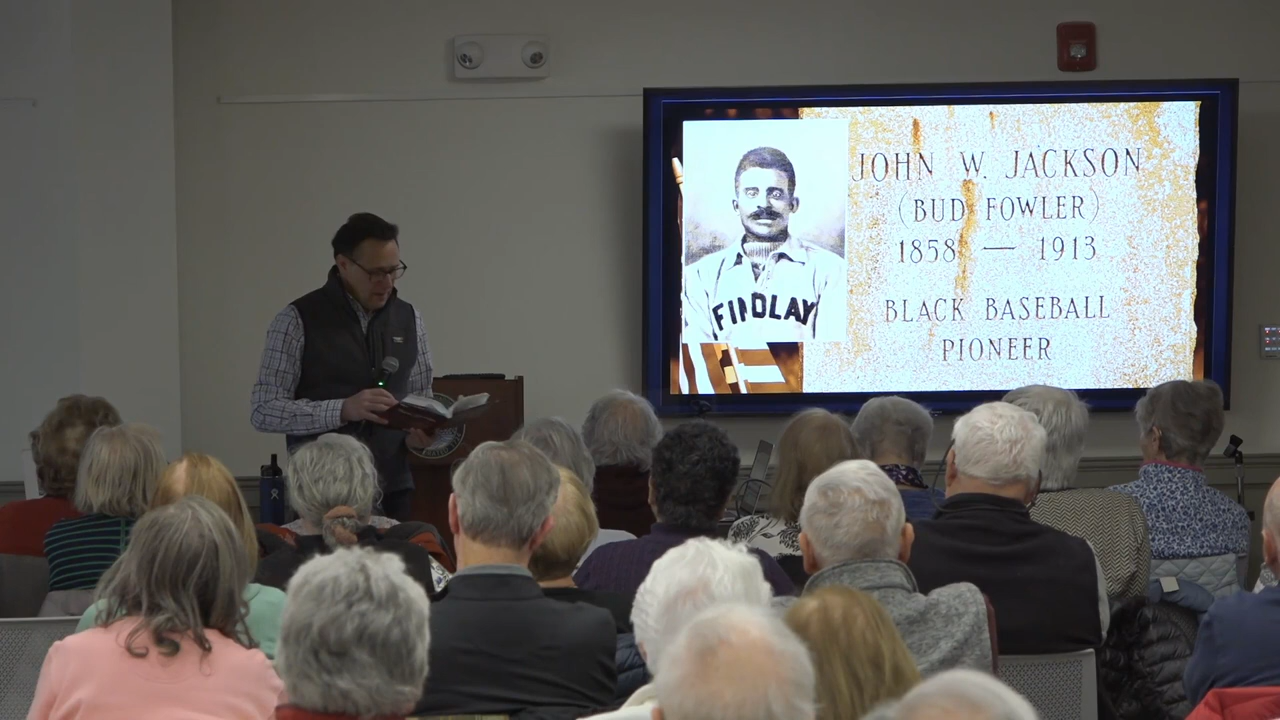 JOHN W. JACKSON
(BUD FOWLER)
1858 — 1913
BLACK BASEBALL
PIONEER
FINDLAY